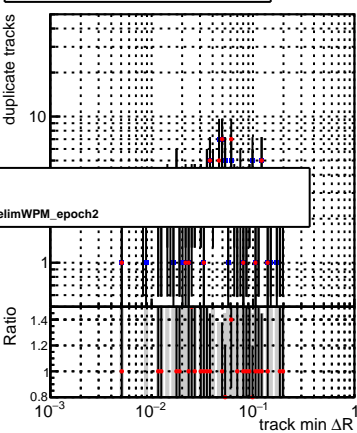 duplicate tracks
10
elimWPM_epoch2
1
Ratio
1.4
1.2
1
0.8
10−3
10−2
10−1
1
track min ΔR